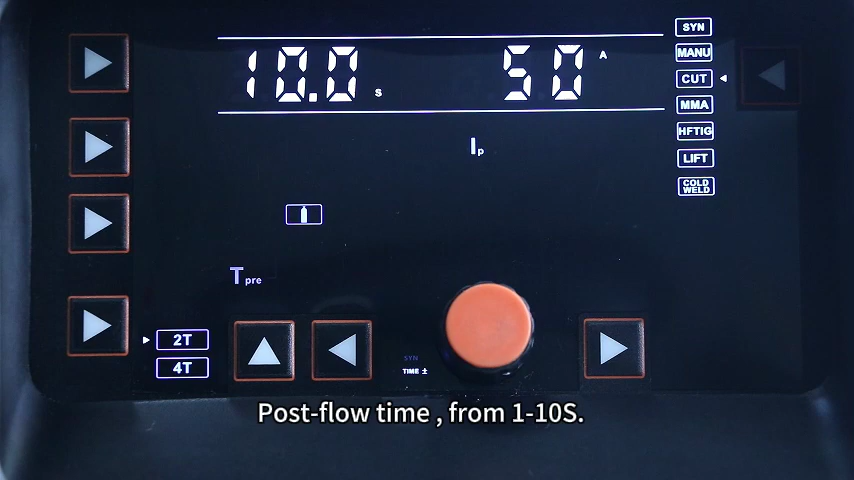 10.0 S 50 A
SYN
MANU
CUT
MMA
HFTIG
LIFT
COLD
WELD
Ip
Tpre
2T
4T
SYN
TIME ±
Post-flow time , from 1-10S.